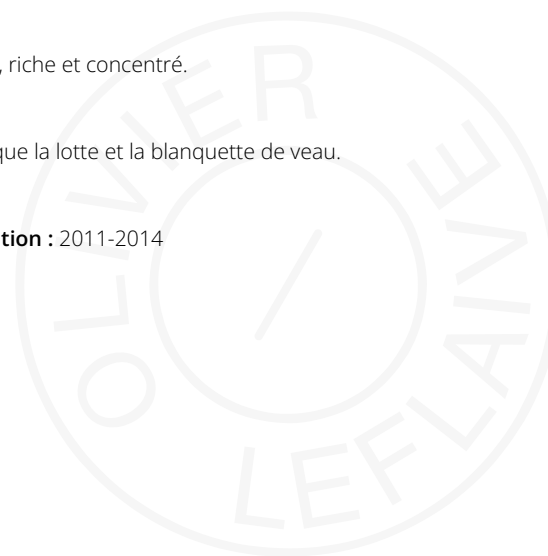 , riche et concentré.
que la lotte et la blanquette de veau.
tion : 2011-2014
OLIVIER
LEFLAIVE